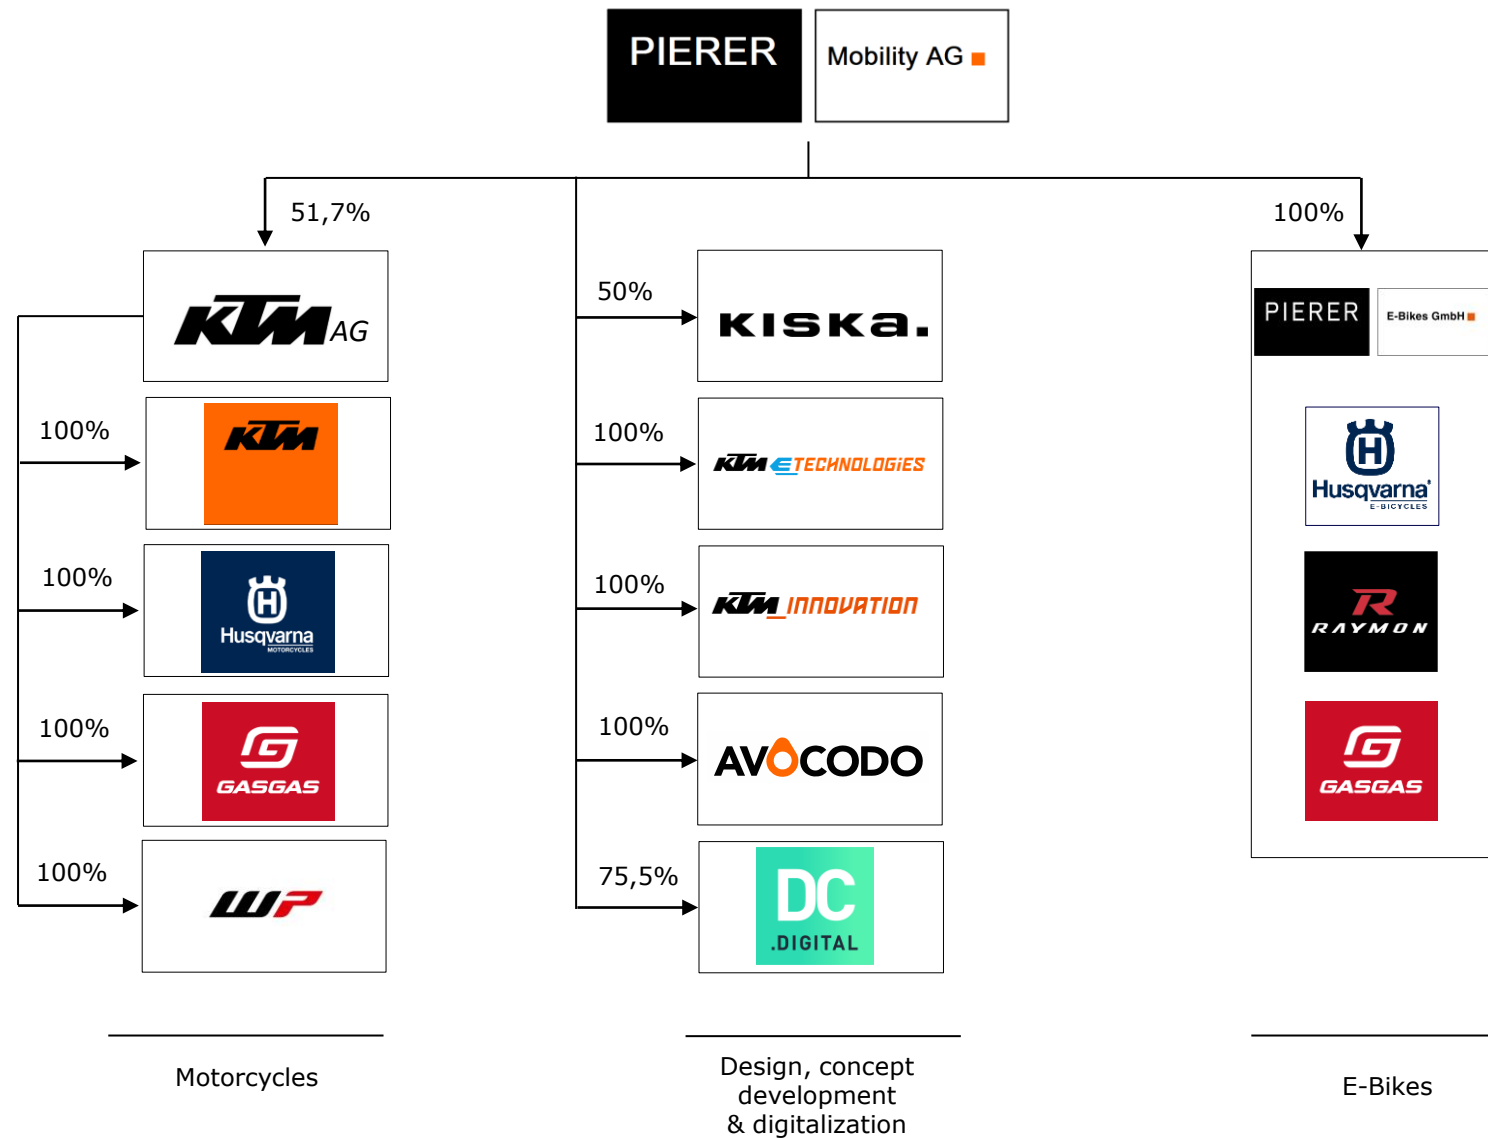 PIERER
Mobility AG
51,7%
100%
KTM AG
100%
KTM
100%
Husqvarna
MOTORCYCLES
100%
GASGAS
100%
WP
50%
KISKa.
100%
KTM E TECHNOLOGiES
100%
KTM_INNOVATION
100%
AVOCODO
75,5%
DC
.DIGITAL
PIERER
E-Bikes GmbH
H
Husqvarna
E-BICYCLES
R
RAYMON
G
GASGAS
Motorcycles
Design, concept
development
& digitalization
E-Bikes